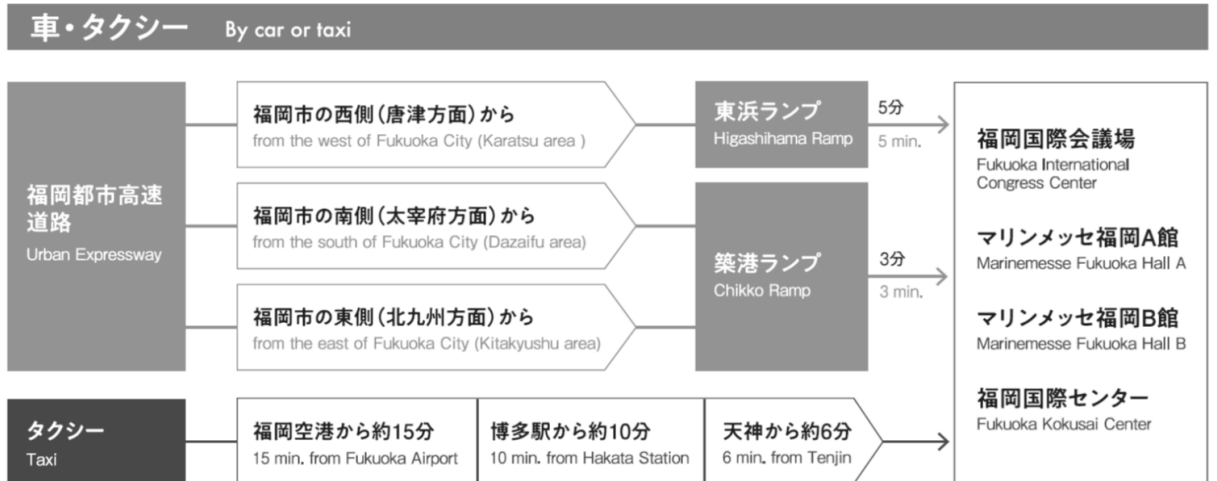 車・タクシー By car or taxi
福岡都市高速
道路
Urban Expressway
福岡市の西側(唐津方面)から
from the west of Fukuoka City (Karatsu area )
東浜ランプ
Higashihama Ramp
5分
5 min.
福岡市の南側(太宰府方面)から
from the south of Fukuoka City (Dazaifu area)
福岡市の東側(北九州方面)から
from the east of Fukuoka City (Kitakyushu area)
築港ランプ
Chikko Ramp
3分
3 min.
タクシー
Taxi
福岡空港から約15分
15 min. from Fukuoka Airport
博多駅から約10分
10 min. from Hakata Station
天神から約6分
6 min. from Tenjin
福岡国際会議場
Fukuoka International
Congress Center
マリンメッセ福岡A館
Marinemesse Fukuoka Hall A
マリンメッセ福岡B館
Marinemesse Fukuoka Hall B
福岡国際センター
Fukuoka Kokusai Center